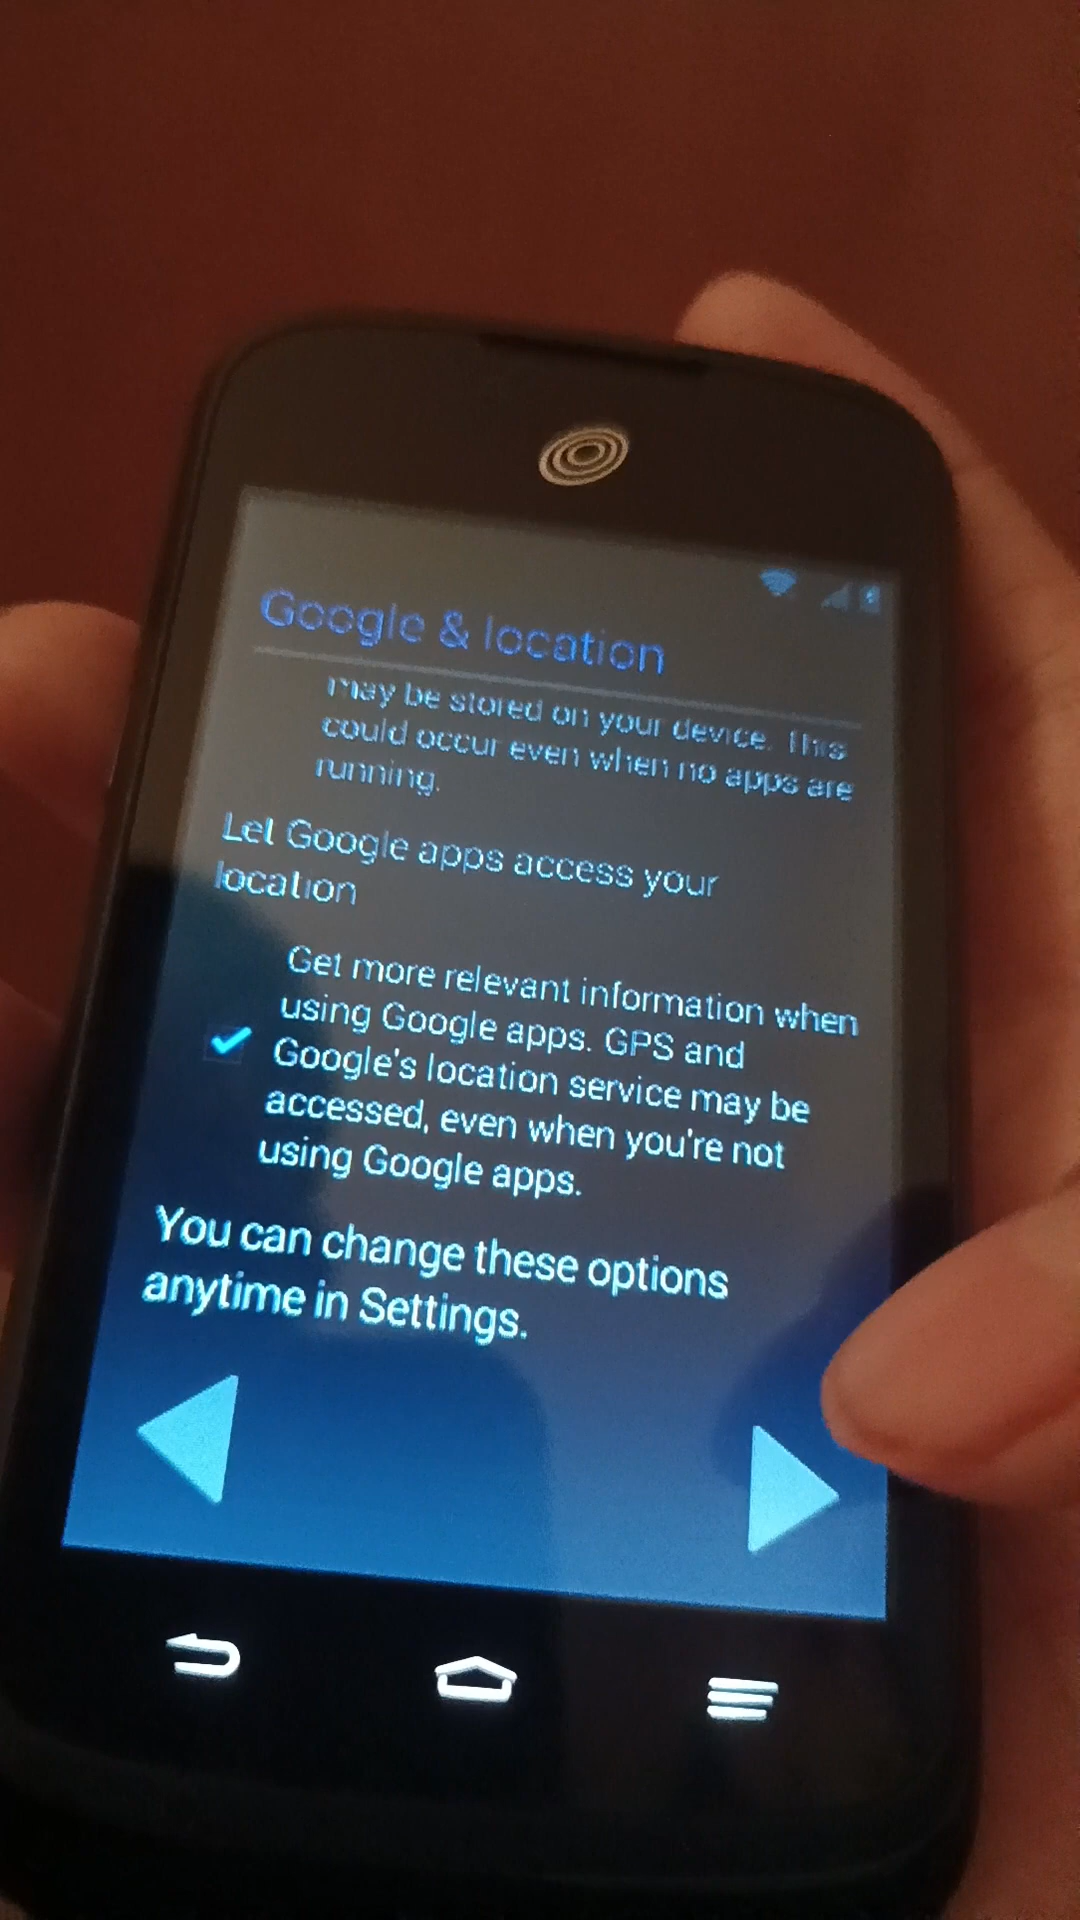 Google & location
may be stored on your device. This
could occur even when no apps are
running.
Let Google apps access your
location
Get more relevant information when
using Google apps. GPS and
Google's location service may be
accessed, even when you're not
using Google apps.
You can change these options
anytime in Settings.